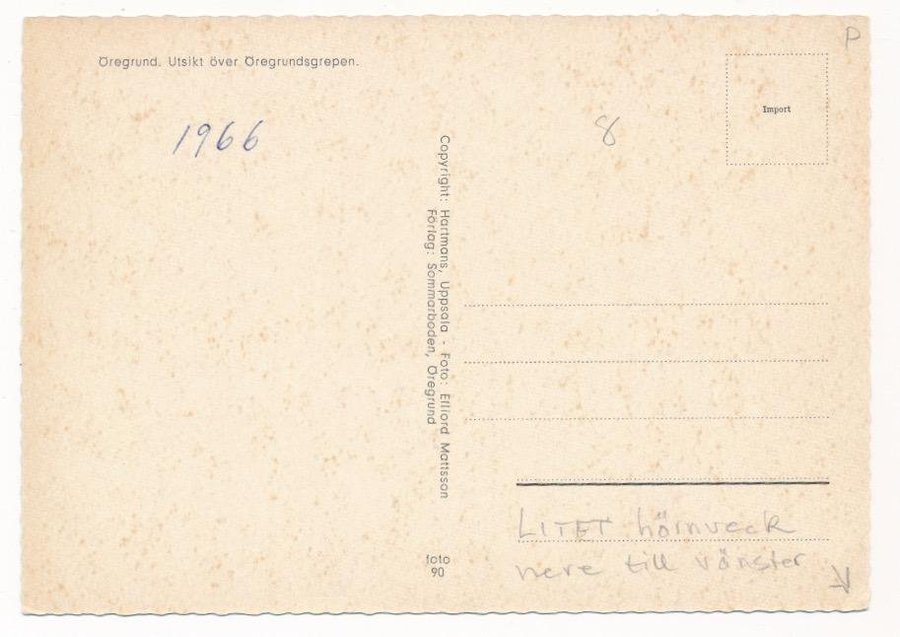 Öregrund. Utsikt över Öregrundsgrepen.
P
Import
1966
8
Copyright: Hartmans, Uppsala - Foto: Efflord Mattsson
Förlag: Sommarboden, Öregrund
foto
90
LITET hörnveck
nere till vänster